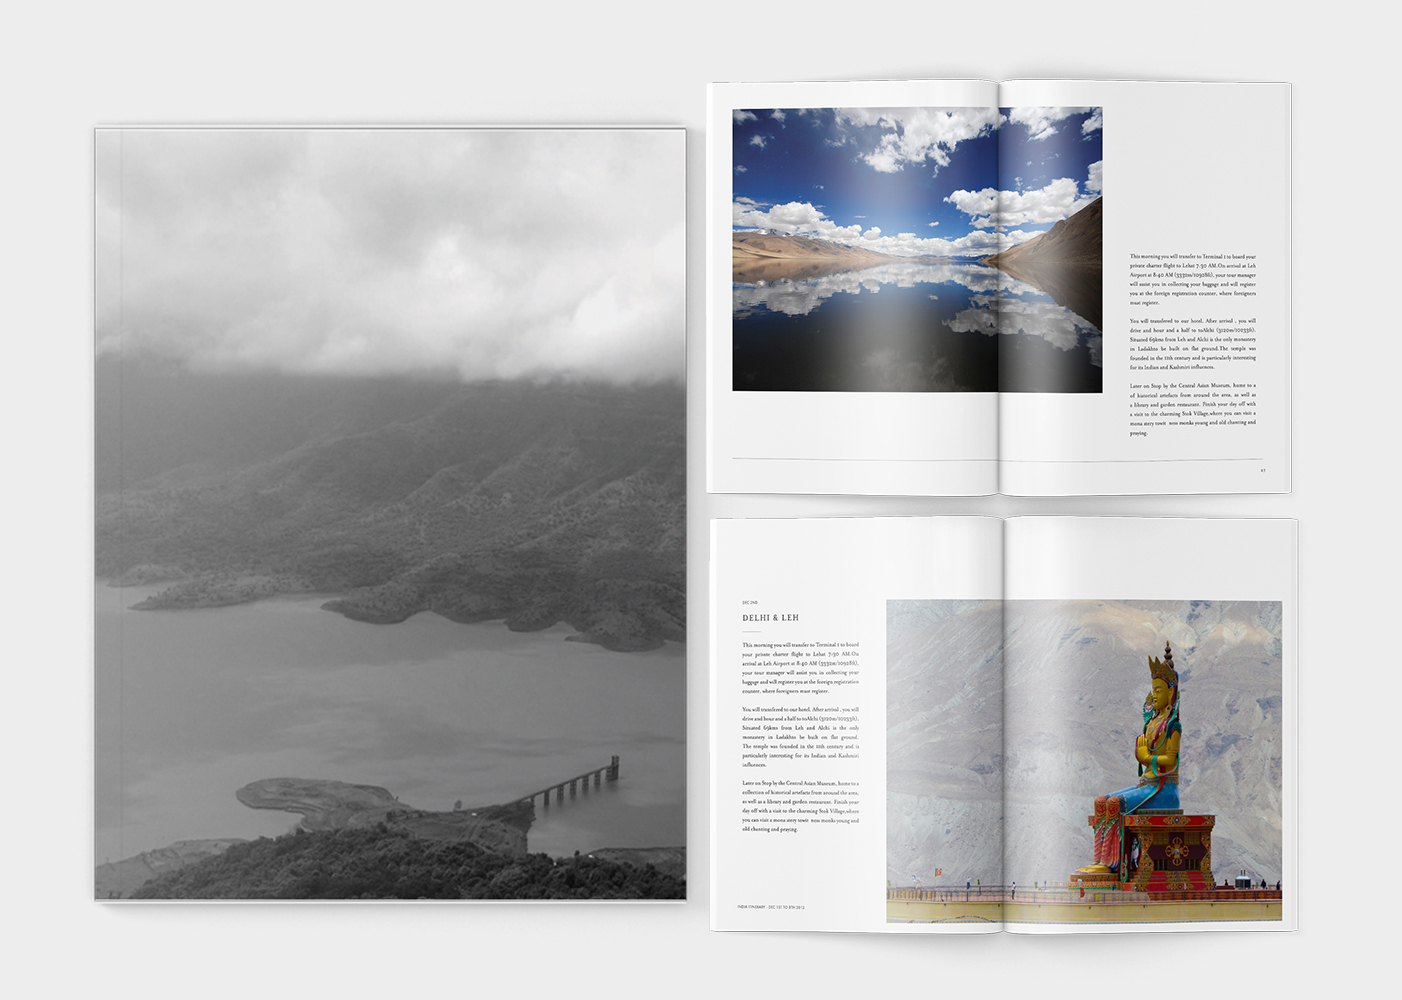 This morning you will transfer to Terminal 1 to board your
private charter flight to Lehat 7:50 AM.On arrival at Leh
Airport at 8:40 AM (3332m/10928ft), your tour manager
will assist you in collecting your baggage and will register
you at the foreign registration counter, where foreigners
must register.
You will transfered to our hotel. After arrival , you will
drive and hour and a half to toAlchi (3120m/10233ft).
Situated 65kms from Leh and Alchi is the only monastery
in Ladakhto be built on flat ground.The temple was
founded in the 11th century and is particularly interesting
for its Indian and Kashmiri influences.
Later on Stop by the Central Asian Museum, home to a
of historical artefacts from around the area, as well as
a library and garden restaurant. Finish your day off with
a visit to the charming Stok Village,where you can visit a
mona stery towit ness monks young and old chanting and
praying.
DEC 2ND
DELHI & LEH
This morning you will transfer to Terminal 1 to board
your private charter flight to Lehat 7:50 AM.On
arrival at Leh Airport at 8:40 AM (3332m/10928ft),
your tour manager will assist you in collecting your
baggage and will register you at the foreign registration
counter, where foreigners must register.
You will transfered to our hotel. After arrival , you will
drive and hour and a half to toAlchi (3120m/10233ft).
Situated 65kms from Leh and Alchi is the only
monastery in Ladakhto be built on flat ground.
The temple was founded in the 11th century and is
particularly interesting for its Indian and Kashmiri
influences.
Later on Stop by the Central Asian Museum, home to a
collection of historical artefacts from around the area,
as well as a library and garden restaurant. Finish your
day off with a visit to the charming Stok Village,where
you can visit a mona stery towit ness monks young and
old chanting and praying.
INDIA ITINERARY - DEC 1ST TO 8TH 2012